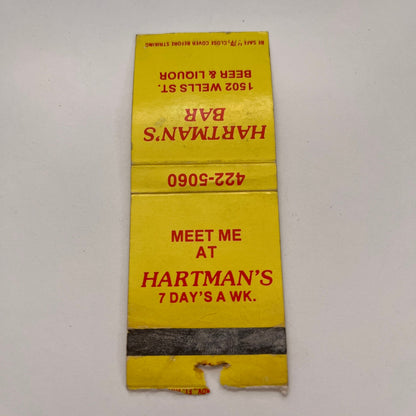 BE SAFE CLOSE COVER BEFORE STRIKING
HARTMAN'S
BAR
1502 WELLS ST.
BEER & LIQUOR
422-5060
MEET ME
AT
HARTMAN'S
7 DAY'S A WK.